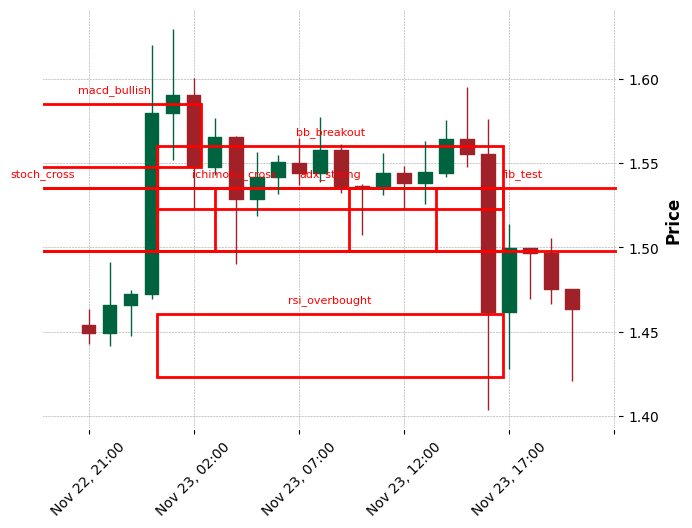 macd_bullish
bb_breakout
stoch_cross
ichimoku_cross
adx_strong
fib_test
rsi_overbought
1.60
1.55
1.50
1.45
1.40
Price
Nov 22, 21:00
Nov 23, 02:00
Nov 23, 07:00
Nov 23, 12:00
Nov 23, 17:00